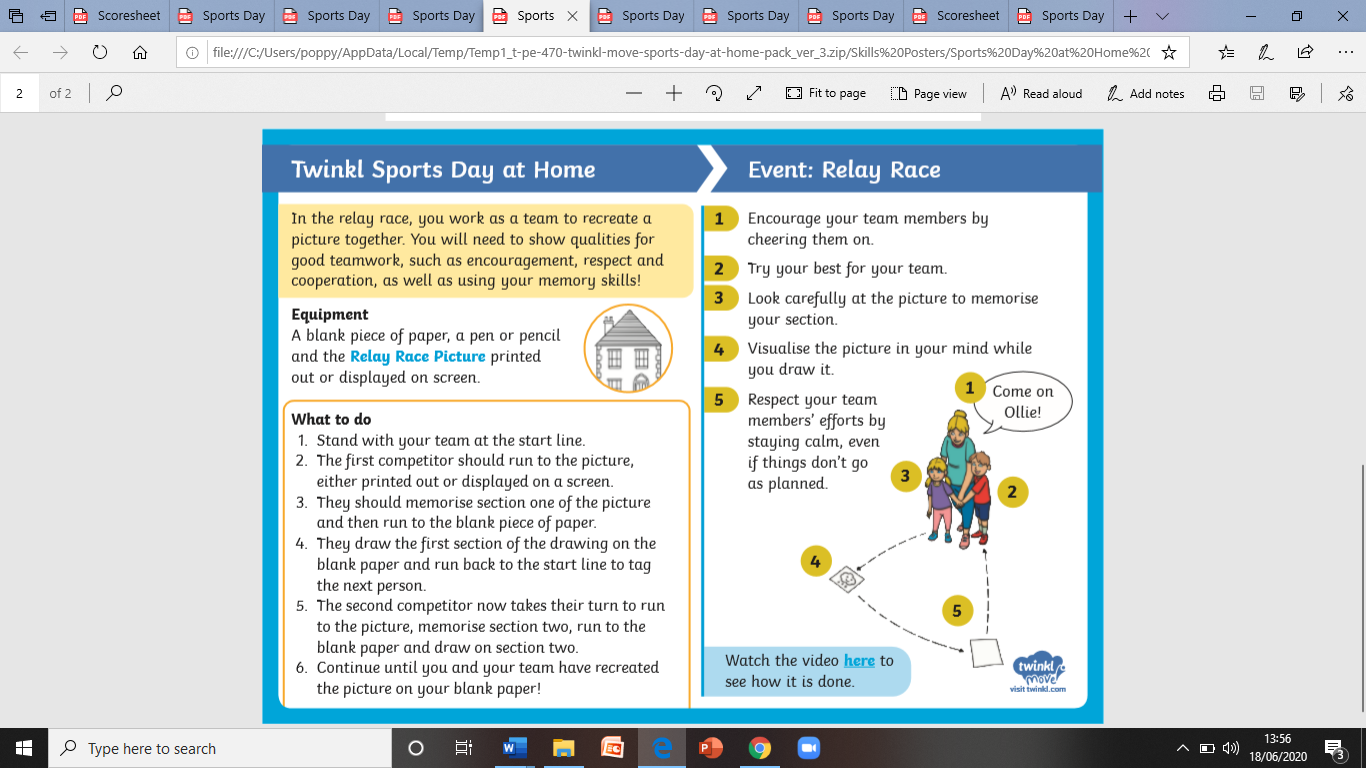 Scoresheet
Sports Day
Sports Day
Sports Day
Sports
Sports Day
Sports Day
Sports Day
Scoresheet
Sports Day
file:///C:/Users/poppy/AppData/Local/Temp/Temp1_t-pe-470-twinkl-move-sports-day-at-home-pack_ver_3.zip/Skills%20Posters/Sports%20Day%20at%20Home%20
2 of 2
Fit to page
Page view
Read aloud
Add notes
Twinkl Sports Day at Home
Event: Relay Race
In the relay race, you work as a team to recreate a
picture together. You will need to show qualities for
good teamwork, such as encouragement, respect and
cooperation, as well as using your memory skills!
Equipment
A blank piece of paper, a pen or pencil
and the Relay Race Picture printed
out or displayed on screen.
What to do
1. Stand with your team at the start line.
2. The first competitor should run to the picture,
either printed out or displayed on a screen.
3. They should memorise section one of the picture
and then run to the blank piece of paper.
4. They draw the first section of the drawing on the
blank paper and run back to the start line to tag
the next person.
5. The second competitor now takes their turn to run
to the picture, memorise section two, run to the
blank paper and draw on section two.
6. Continue until you and your team have recreated
the picture on your blank paper!
1 Encourage your team members by
cheering them on.
2 Try your best for your team.
3 Look carefully at the picture to memorise
your section.
4 Visualise the picture in your mind while
you draw it.
5 Respect your team
members' efforts by
staying calm, even
if things don't go
as planned.
1
Come on
Ollie!
3
2
4
5
Watch the video here to
see how it is done.
twinkl
move
visit twinkl.com
Type here to search
13:56
18/06/2020
3